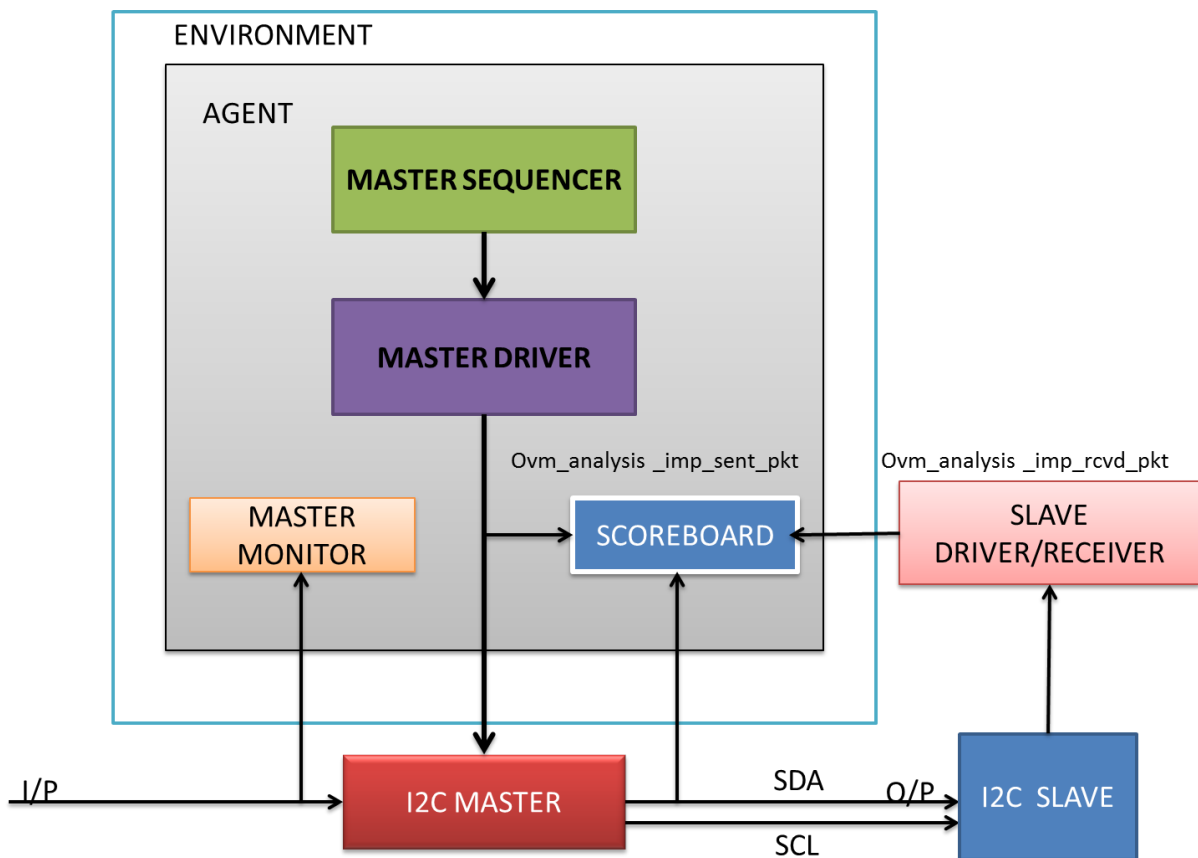 ENVIRONMENT
AGENT
MASTER SEQUENCER
MASTER DRIVER
Ovm_analysis _imp_sent_pkt
Ovm_analysis _imp_rcvd_pkt
MASTER
MONITOR
SCOREBOARD
SLAVE
DRIVER/RECEIVER
I/P
I2C MASTER
SDA
O/P
I2C SLAVE
SCL